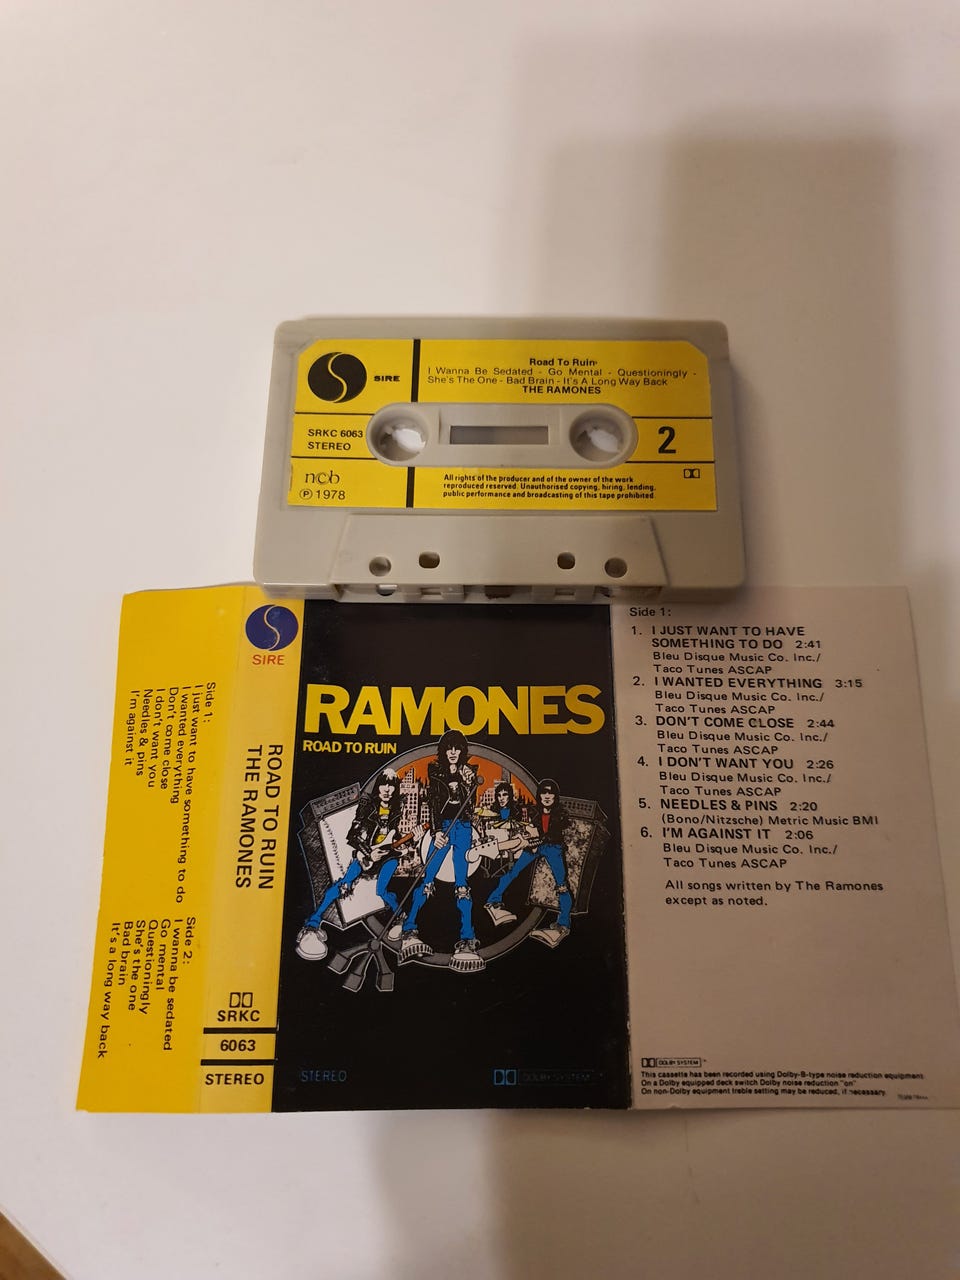 Road To Ruin
I Wanna Be Sedated - Go Mental - Questioningly -
She's The One - Bad Brain - It's A Long Way Back
THE RAMONES
SIRE
SRKC 6063
STEREO
2
ncb
Ⓟ 1978
All rights of the producer and of the owner of the work
reproduced reserved. Unauthorised copying, hiring, lending,
public performance and broadcasting of this tape prohibited
Side 1:
I just want to have something to do
I wanted everything
Don't come close
I don't want you
Needles & pins
I'm against it
Side 2:
I wanna be sedated
Go mental
Questioningly
She's the one
Bad brain
It's a long way back
SIRE
ROAD TO RUIN
THE RAMONES
SRKC
6063
STEREO
RAMONES
ROAD TO RUIN
STEREO
DOLBY SYSTEM
Side 1:
1. I JUST WANT TO HAVE
SOMETHING TO DO 2:41
Bleu Disque Music Co. Inc./
Taco Tunes ASCAP
2. I WANTED EVERYTHING 3:15
Bleu Disque Music Co. Inc./
Taco Tunes ASCAP
3. DON'T COME CLOSE 2:44
Bleu Disque Music Co. Inc./
Taco Tunes ASCAP
4. I DON'T WANT YOU 2:26
Bleu Disque Music Co. Inc./
Taco Tunes ASCAP
5. NEEDLES & PINS 2:20
(Bono/Nitzsche) Metric Music BMI
6. I'M AGAINST IT 2:06
Bleu Disque Music Co. Inc./
Taco Tunes ASCAP
All songs written by The Ramones
except as noted.
DOLBY SYSTEM
This cassette has been recorded using Dolby-B-type noise reduction equipment
On a Dolby equipped deck switch Dolby noise reduction "on"
On non-Dolby equipment treble setting may be reduced, if necessary